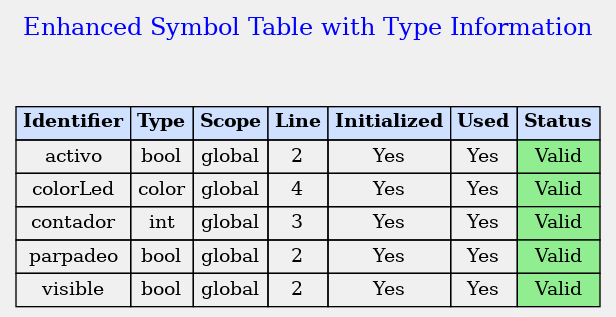 Enhanced Symbol Table with Type Information
Identifier Type Scope Line Initialized Used Status
activo bool global 2 Yes Yes Valid
colorLed color global 4 Yes Yes Valid
contador int global 3 Yes Yes Valid
parpadeo bool global 2 Yes Yes Valid
visible bool global 2 Yes Yes Valid